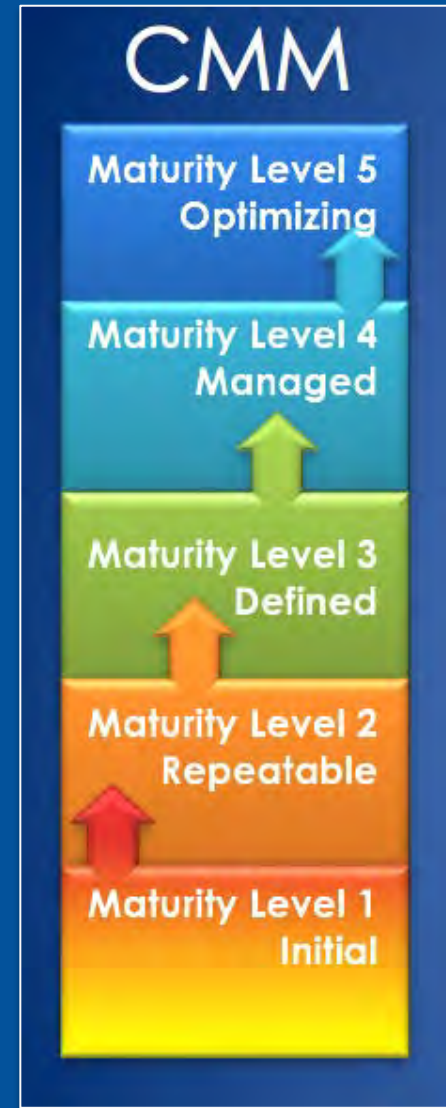 CMM
Maturity Level 5
Optimizing
Maturity Level 4
Managed
Maturity Level 3
Defined
Maturity Level 2
Repeatable
Maturity Level 1
Initial